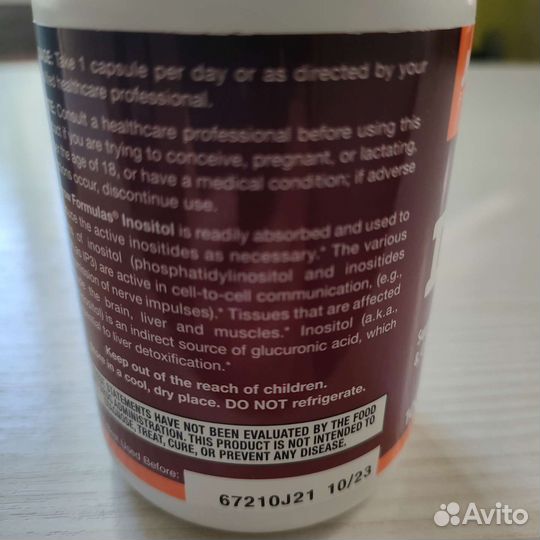 Take 1 capsule per day or as directed by your
healthcare professional.
Consult a healthcare professional before using this
if you are trying to conceive, pregnant, or lactating,
the age of 18, or have a medical condition; if adverse
occur, discontinue use.
Formulas® Inositol is readily absorbed and used to
the active inositides as necessary.* The various
of inositol (phosphatidylinositol and inositides
IP3) are active in cell-to-cell communication, (e.g.,
of nerve impulses).* Tissues that are affected
the brain, liver and muscles.* Inositol (a.k.a.,
is an indirect source of glucuronic acid, which
to liver detoxification.*
Keep out of the reach of children.
in a cool, dry place. DO NOT refrigerate.
STATEMENTS HAVE NOT BEEN EVALUATED BY THE FOOD
ADMINISTRATION. THIS PRODUCT IS NOT INTENDED TO
TREAT, CURE, OR PREVENT ANY DISEASE.
Used Before:
67210J21 10/23
Avito